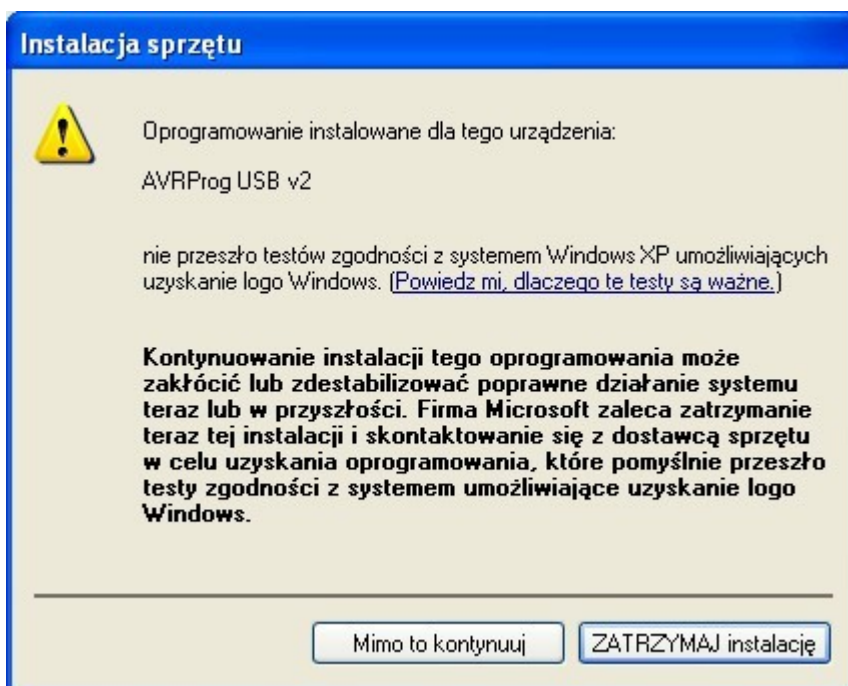 Instalacja sprzętu
Oprogramowanie instalowane dla tego urządzenia:
AVRProg USB v2
nie przeszło testów zgodności z systemem Windows XP umożliwiających
uzyskanie logo Windows. (Powiedz mi, dlaczego te testy są ważne.)
Kontynuowanie instalacji tego oprogramowania może
zakłócić lub zdestabilizować poprawne działanie systemu
teraz lub w przyszłości. Firma Microsoft zaleca zatrzymanie
teraz tej instalacji i skontaktowanie się z dostawcą sprzętu
w celu uzyskania oprogramowania, które pomyślnie przeszło
testy zgodności z systemem umożliwiające uzyskanie logo
Windows.
Mimo to kontynuuj
ZATRZYMAJ instalację